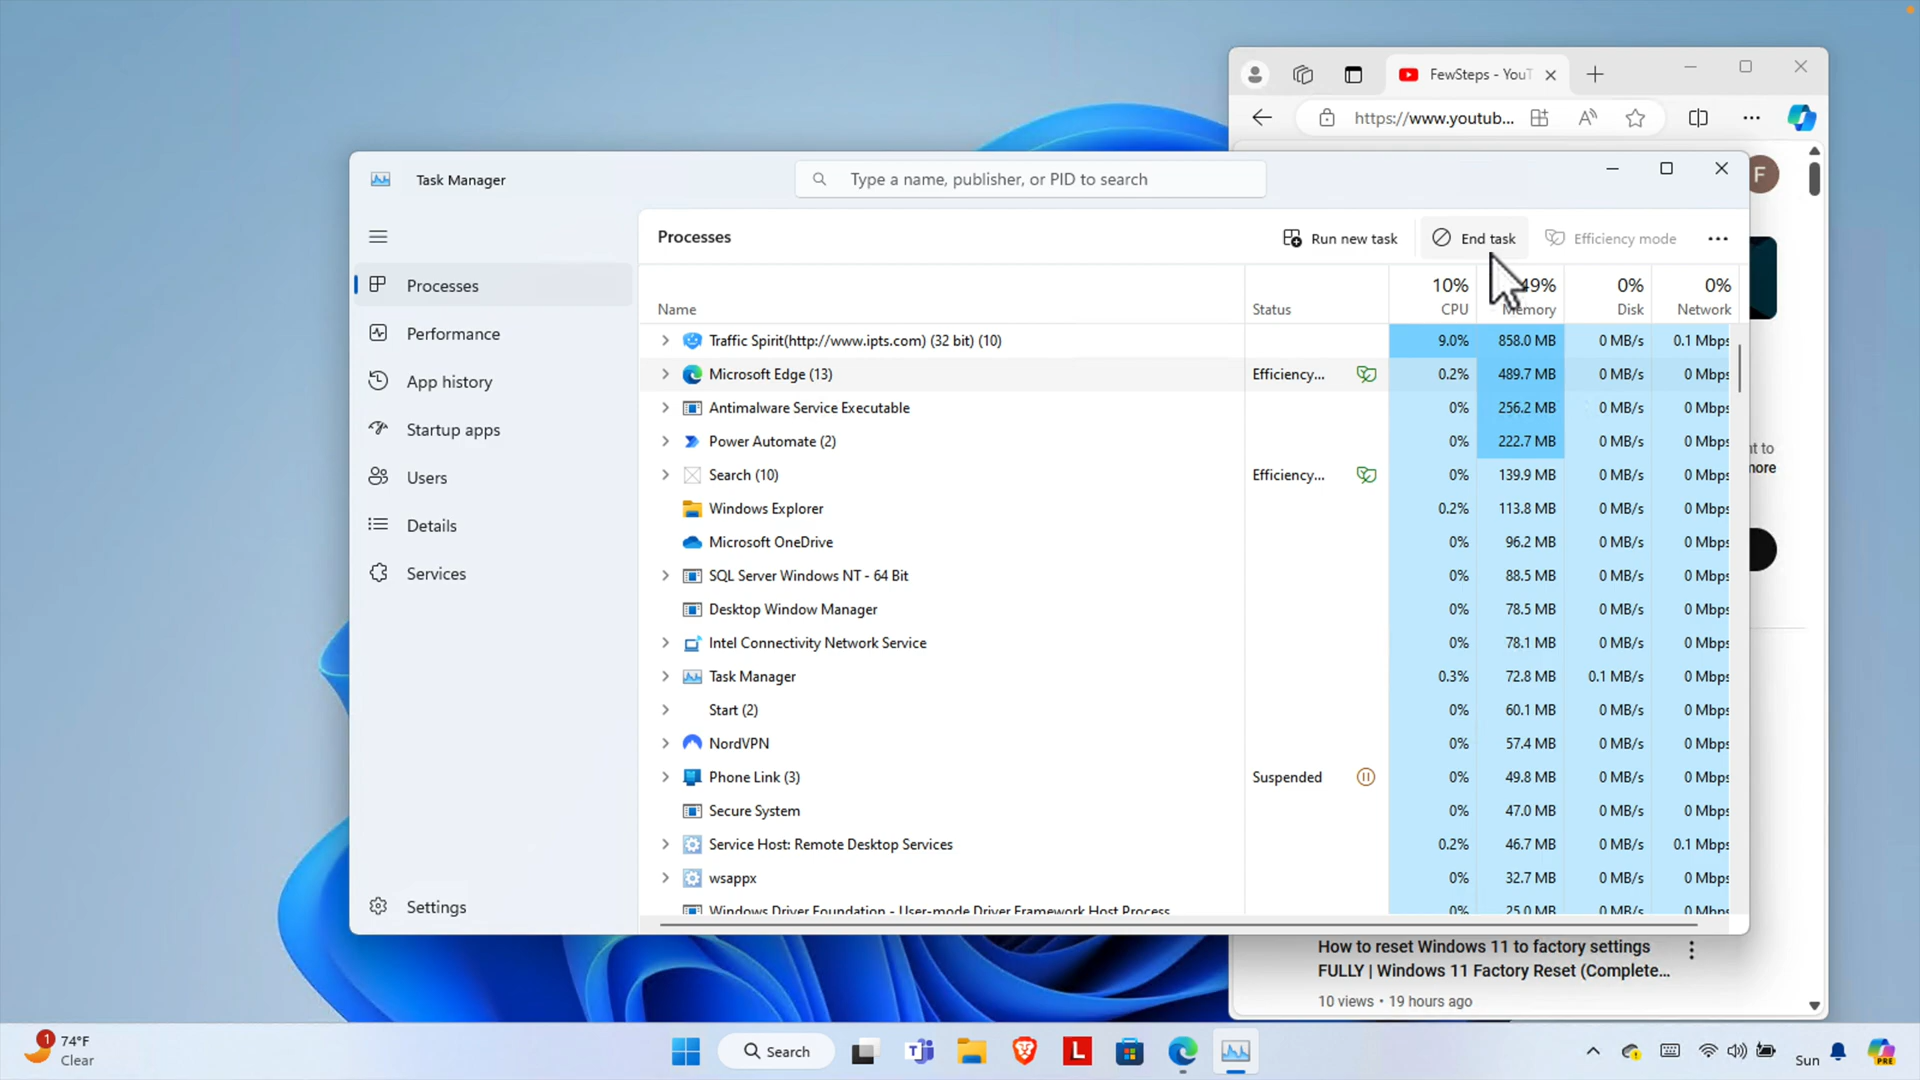 FewSteps - YouT
https://www.youtub...
Task Manager
Type a name, publisher, or PID to search
F
Processes
Run new task
End task
Efficiency mode
Processes
Performance
App history
Startup apps
Users
Details
Services
Settings
10% 49% 0% 0%
Name Status CPU Memory Disk Network
Traffic Spirit(http://www.ipts.com) (32 bit) (10) 9.0% 858.0 MB 0 MB/s 0.1 Mbps
Microsoft Edge (13) Efficiency... 0.2% 489.7 MB 0 MB/s 0 Mbps
Antimalware Service Executable 0% 256.2 MB 0 MB/s 0 Mbps
Power Automate (2) 0% 222.7 MB 0 MB/s 0 Mbps
Search (10) Efficiency... 0% 139.9 MB 0 MB/s 0 Mbps
Windows Explorer 0.2% 113.8 MB 0 MB/s 0 Mbps
Microsoft OneDrive 0% 96.2 MB 0 MB/s 0 Mbps
SQL Server Windows NT - 64 Bit 0% 88.5 MB 0 MB/s 0 Mbps
Desktop Window Manager 0% 78.5 MB 0 MB/s 0 Mbps
Intel Connectivity Network Service 0% 78.1 MB 0 MB/s 0 Mbps
Task Manager 0.3% 72.8 MB 0.1 MB/s 0 Mbps
Start (2) 0% 60.1 MB 0 MB/s 0 Mbps
NordVPN 0% 57.4 MB 0 MB/s 0 Mbps
Phone Link (3) Suspended 0% 49.8 MB 0 MB/s 0 Mbps
Secure System 0% 47.0 MB 0 MB/s 0 Mbps
Service Host: Remote Desktop Services 0.2% 46.7 MB 0 MB/s 0.1 Mbps
wsappx 0% 32.7 MB 0 MB/s 0 Mbps
Windows Driver Foundation - User-mode Driver Framework Host Process 0% 25.0 MB 0 MB/s 0 Mbps
to
more
How to reset Windows 11 to factory settings
FULLY | Windows 11 Factory Reset (Complete...
10 views • 19 hours ago
1
74°F
Clear
Search
L
Sun
PRE